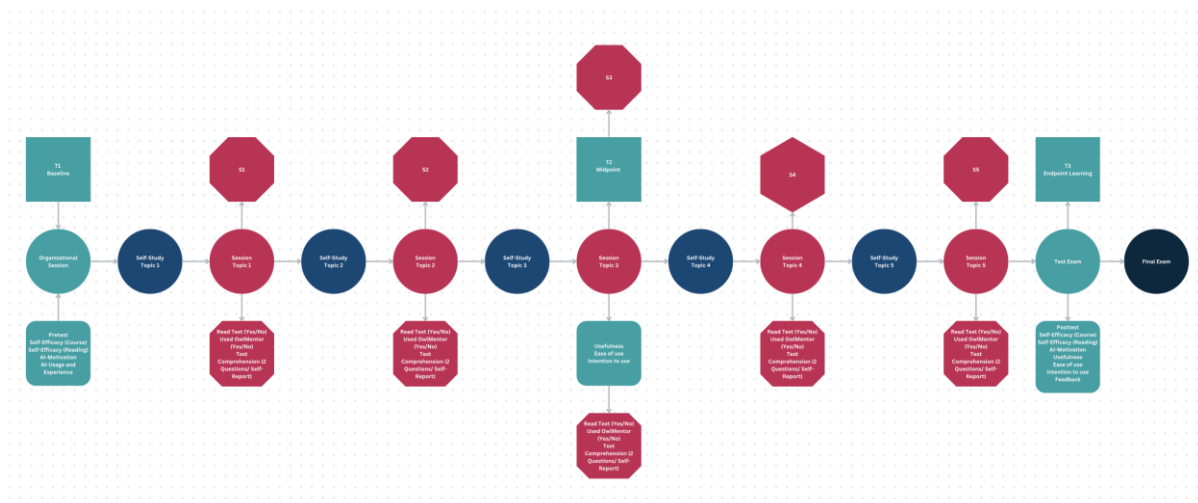 S3
T1
Baseline
S1
S2
T2
Midpoint
S4
S5
T3
Endpoint Learning
Organizational
Session
Self-Study
Topic 1
Session
Topic 1
Self-Study
Topic 2
Session
Topic 2
Self-Study
Topic 3
Session
Topic 3
Self-Study
Topic 4
Session
Topic 4
Self-Study
Topic 5
Session
Topic 5
Test Exam
Final Exam
Pretest
Self-Efficacy (Course)
Self-Efficacy (Reading)
AI-Motivation
AI-Usage and
Experience
Read Text (Yes/No)
Used OwlMentor
(Yes/No)
Text
Comprehension (2
Questions/ Self-
Report)
Read Text (Yes/No)
Used OwlMentor
(Yes/No)
Text
Comprehension (2
Questions/ Self-
Report)
Usefulness
Ease of use
Intention to use
Read Text (Yes/No)
Used OwlMentor
(Yes/No)
Text
Comprehension (2
Questions/ Self-
Report)
Read Text (Yes/No)
Used OwlMentor
(Yes/No)
Text
Comprehension (2
Questions/ Self-
Report)
Posttest
Self-Efficacy (Course)
Self-Efficacy (Reading)
AI-Motivation
Usefulness
Ease of use
Intention to use
Feedback
Read Text (Yes/No)
Used OwlMentor
(Yes/No)
Text
Comprehension (2
Questions/ Self-
Report)